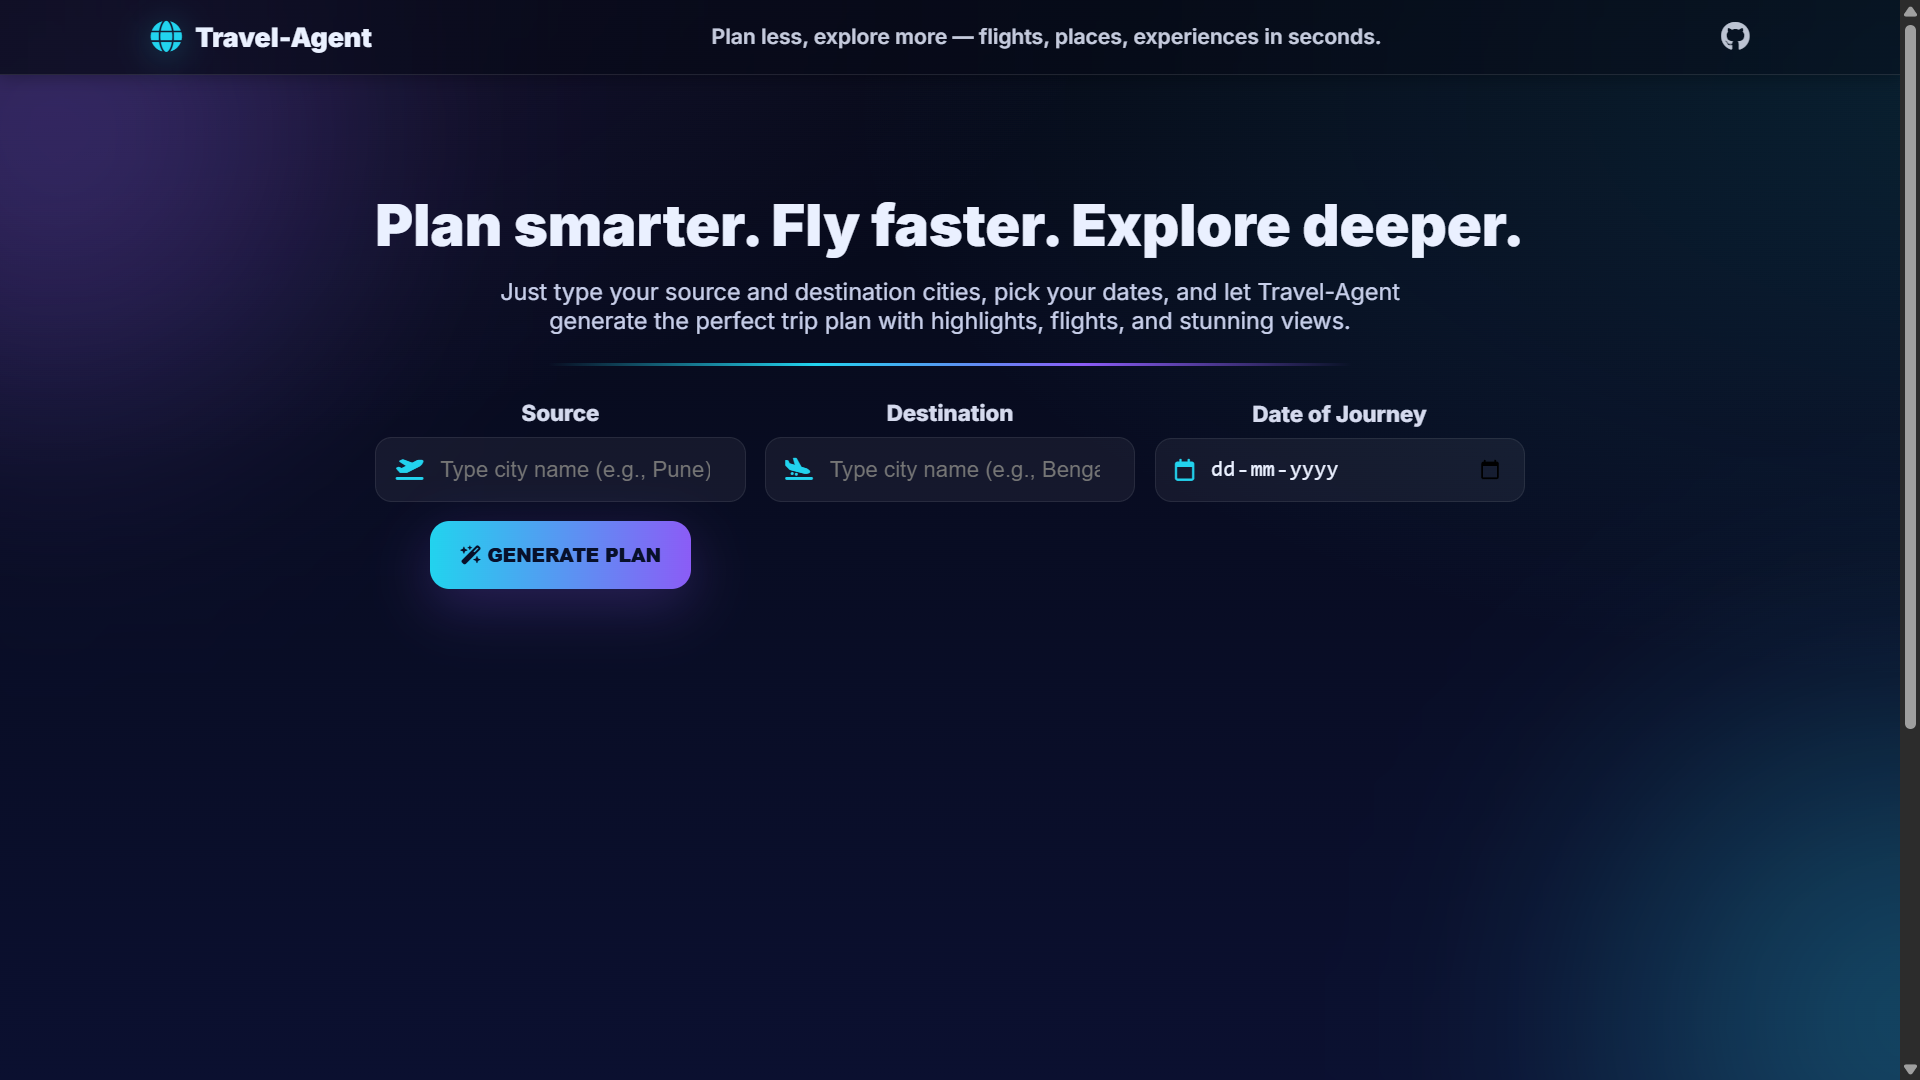 Travel-Agent
Plan less, explore more — flights, places, experiences in seconds.
Plan smarter. Fly faster. Explore deeper.
Just type your source and destination cities, pick your dates, and let Travel-Agent
generate the perfect trip plan with highlights, flights, and stunning views.
Source
Destination
Date of Journey
Type city name (e.g., Pune)
Type city name (e.g., Benga
dd-mm-yyyy
GENERATE PLAN